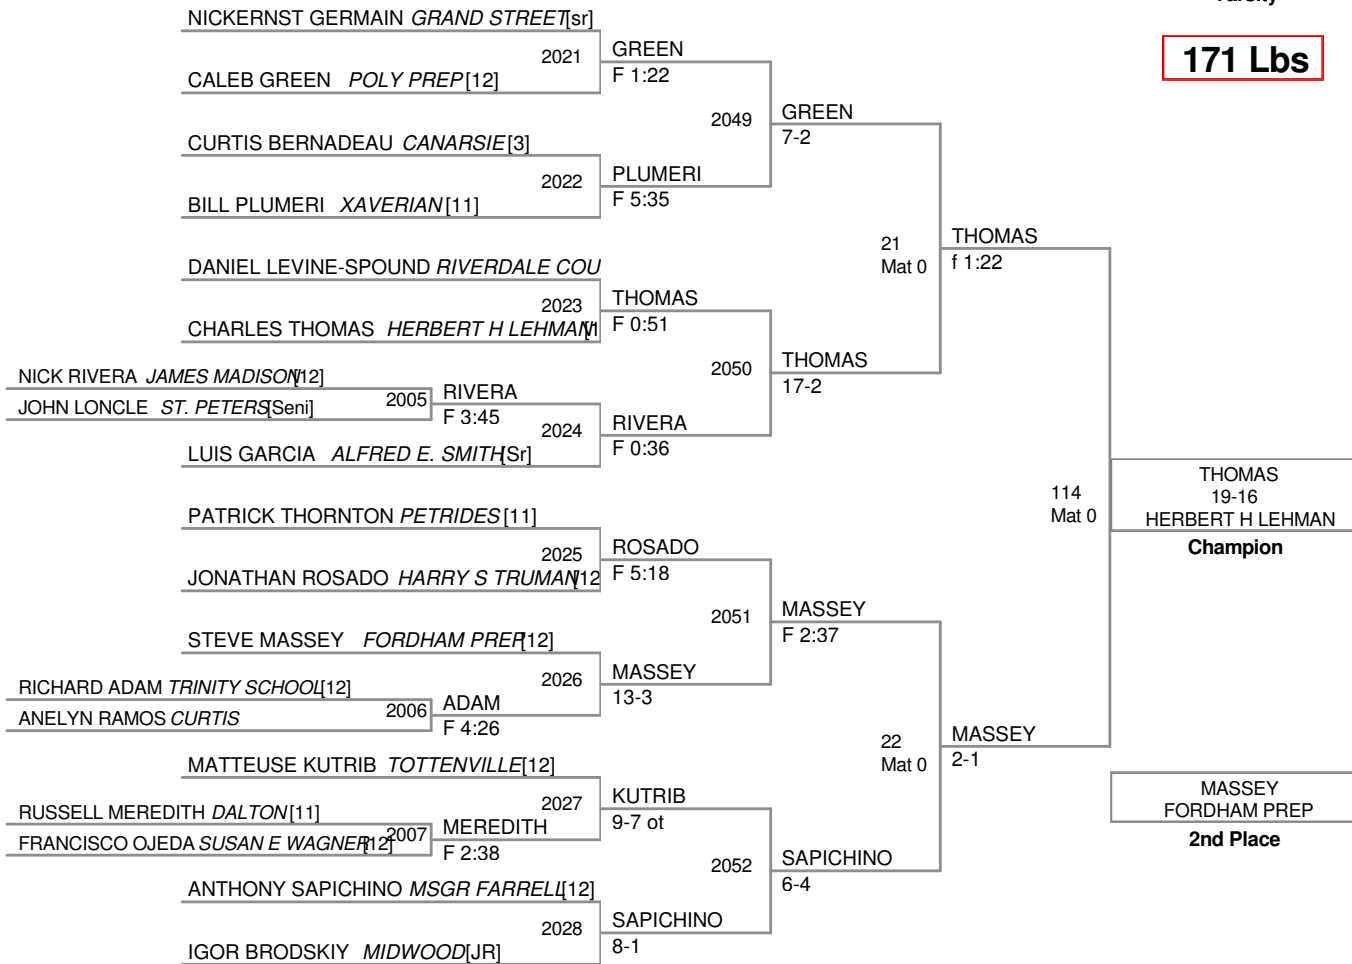 Varsity
171 Lbs
NICKERNST GERMAIN GRAND STREET[sr]
2021
GREEN
F 1:22
CALEB GREEN POLY PREP[12]
2049
GREEN
7-2
CURTIS BERNADEAU CANARSIE[3]
2022
PLUMERI
F 5:35
BILL PLUMERI XAVERIAN[11]
21
Mat 0
THOMAS
f 1:22
DANIEL LEVINE-SPOUND RIVERDALE COU
2023
THOMAS
F 0:51
CHARLES THOMAS HERBERT H LEHMAN[1
2050
THOMAS
17-2
NICK RIVERA JAMES MADISON[12]
2005
RIVERA
F 3:45
JOHN LONCLE ST. PETERS[Seni]
2024
RIVERA
F 0:36
LUIS GARCIA ALFRED E. SMITH[Sr]
114
Mat 0
THOMAS
19-16
HERBERT H LEHMAN
Champion
PATRICK THORNTON PETRIDES[11]
2025
ROSADO
F 5:18
JONATHAN ROSADO HARRY S TRUMAN[12
2051
MASSEY
F 2:37
STEVE MASSEY FORDHAM PREP[12]
2026
MASSEY
13-3
RICHARD ADAM TRINITY SCHOOL[12]
2006
ADAM
F 4:26
ANELYN RAMOS CURTIS
22
Mat 0
MASSEY
2-1
MATTEUSE KUTRIB TOTTENVILLE[12]
2027
KUTRIB
9-7 ot
RUSSELL MEREDITH DALTON[11]
2007
MEREDITH
F 2:38
FRANCISCO OJEDA SUSAN E WAGNER[12]
2052
SAPICHINO
6-4
MASSEY
FORDHAM PREP
2nd Place
ANTHONY SAPICHINO MSGR FARRELL[12]
2028
SAPICHINO
8-1
IGOR BRODSKIY MIDWOOD[JR]